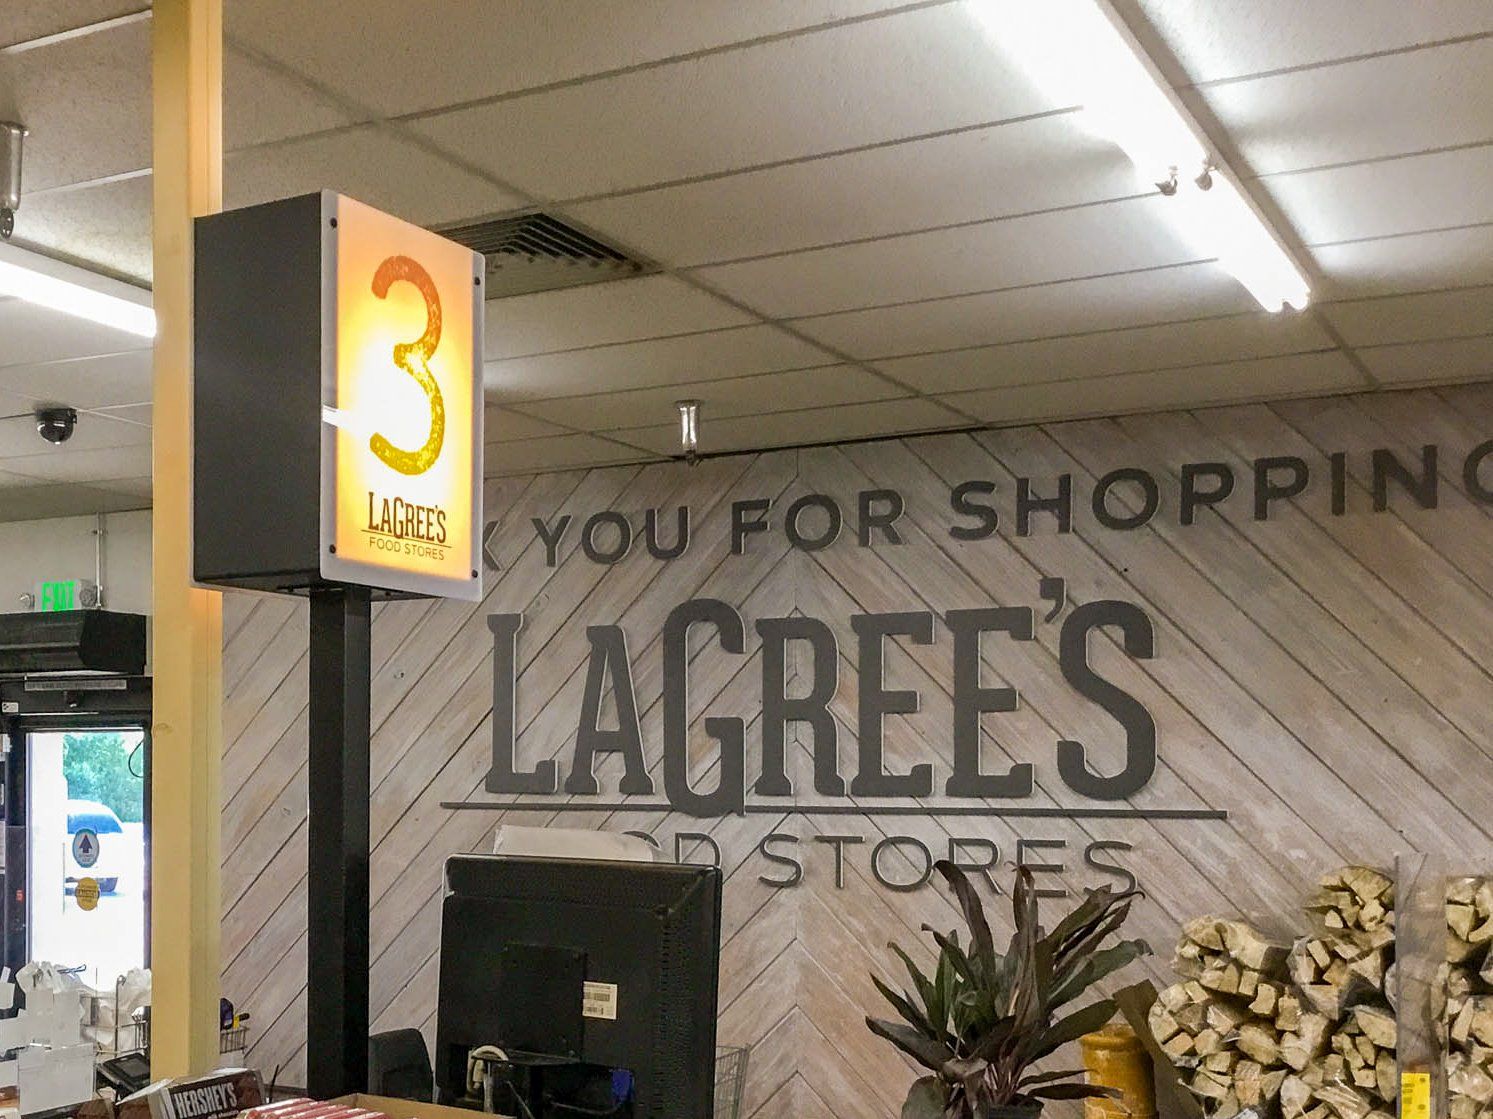 3
LAGREE'S
FOOD STORES
K YOU FOR SHOPPING
LAGREE'S
OD STORES
EXIT
HERSHEY'S